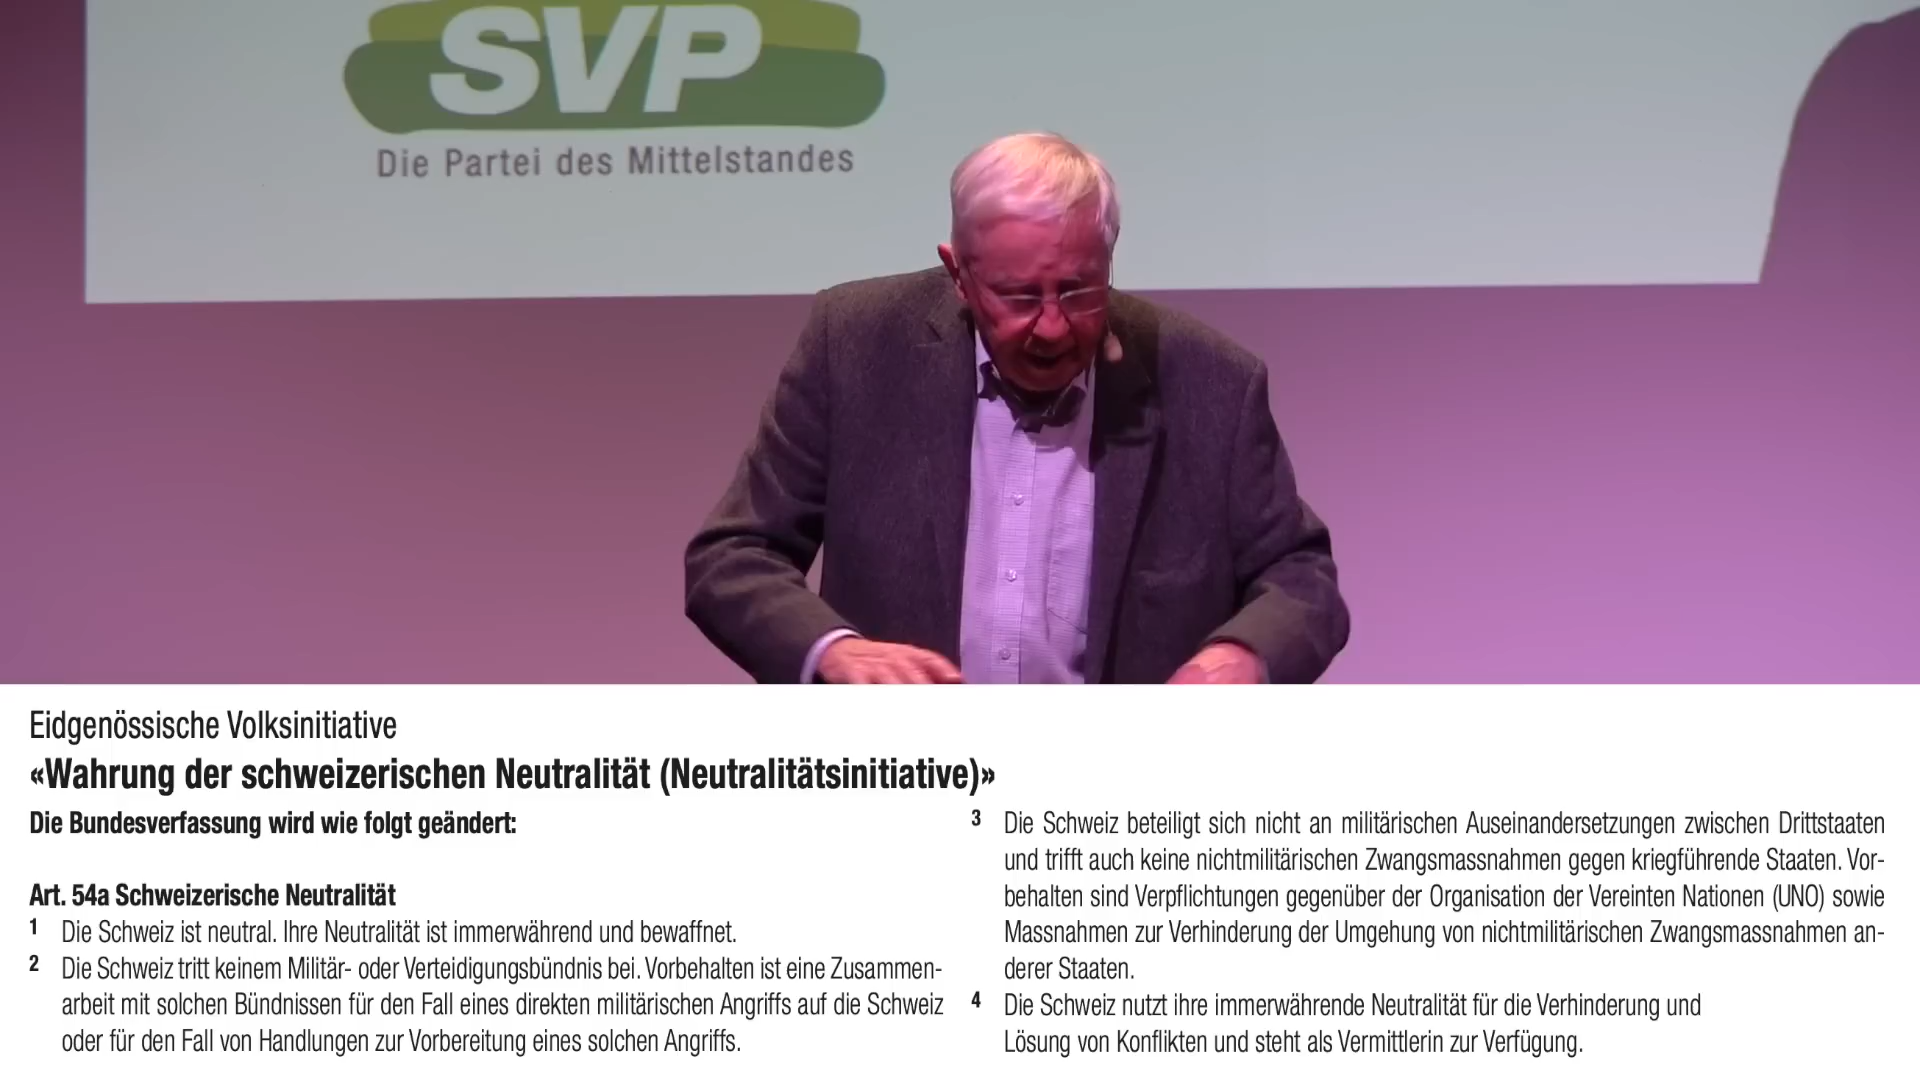 SVP
Die Partei des Mittelstandes
Eidgenössische Volksinitiative
«Wahrung der schweizerischen Neutralität (Neutralitätsinitiative)»
Die Bundesverfassung wird wie folgt geändert:
Art. 54a Schweizerische Neutralität
1 Die Schweiz ist neutral. Ihre Neutralität ist immerwährend und bewaffnet.
2 Die Schweiz tritt keinem Militär- oder Verteidigungsbündnis bei. Vorbehalten ist eine Zusammen-
arbeit mit solchen Bündnissen für den Fall eines direkten militärischen Angriffs auf die Schweiz
oder für den Fall von Handlungen zur Vorbereitung eines solchen Angriffs.
3 Die Schweiz beteiligt sich nicht an militärischen Auseinandersetzungen zwischen Drittstaaten
und trifft auch keine nichtmilitärischen Zwangsmassnahmen gegen kriegführende Staaten. Vor-
behalten sind Verpflichtungen gegenüber der Organisation der Vereinten Nationen (UNO) sowie
Massnahmen zur Verhinderung der Umgehung von nichtmilitärischen Zwangsmassnahmen an-
derer Staaten.
4 Die Schweiz nutzt ihre immerwährende Neutralität für die Verhinderung und
Lösung von Konflikten und steht als Vermittlerin zur Verfügung.